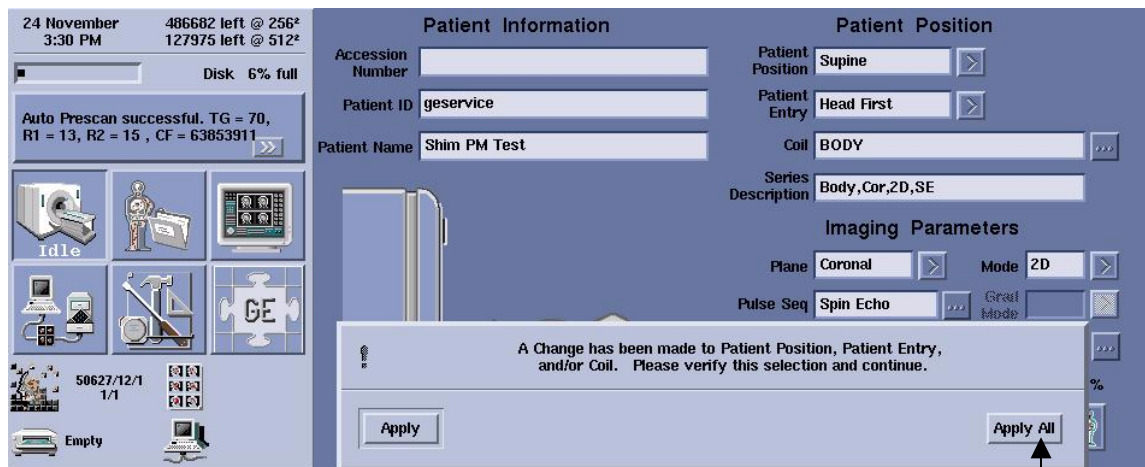 24 November 486682 left @ 256²
3:30 PM 127975 left @ 512²
Disk 6% full
Auto Prescan successful. TG = 70,
R1 = 13, R2 = 15 , CF = 63853911
>>
Idle
GE
50627/12/1
1/1
Empty
Patient Information
Accession
Number
Patient ID geservice
Patient Name Shim PM Test
Patient Position
Patient
Position Supine >
Patient
Entry Head First >
Coil BODY ...
Series
Description Body,Cor,2D,SE
Imaging Parameters
Plane Coronal > Mode 2D >
Pulse Seq Spin Echo ... Grad
Mode >
...
%
! A Change has been made to Patient Position, Patient Entry,
and/or Coil. Please verify this selection and continue.
Apply Apply All